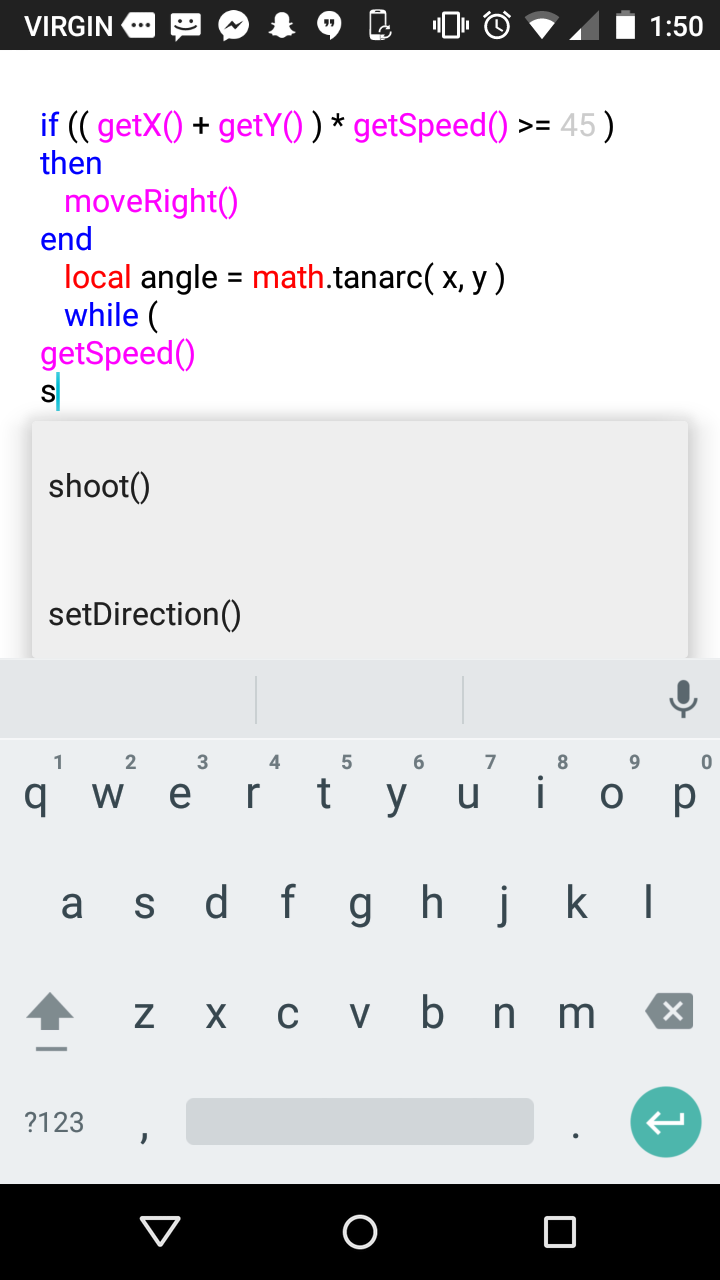 VIRGIN 1:50
if (( getX() + getY() ) * getSpeed() >= 45 )
then
moveRight()
end
local angle = math.tanarc( x, y )
while (
getSpeed()
s
shoot()
setDirection()
1 2 3 4 5 6 7 8 9 0
q w e r t y u i o p
a s d f g h j k l
z x c v b n m
?123 , .